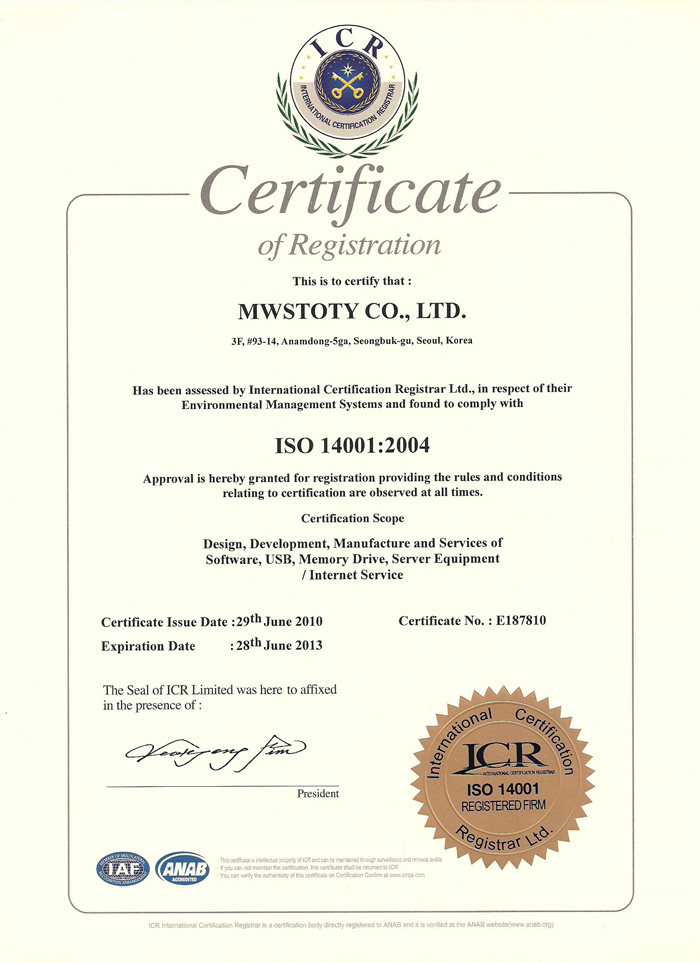 ICR
INTERNATIONAL CERTIFICATION REGISTRAR
Certificate
of Registration
This is to certify that :
MWSTOTY CO., LTD.
3F, #93-14, Anamdong-5ga, Seongbuk-gu, Seoul, Korea
Has been assessed by International Certification Registrar Ltd., in respect of their
Environmental Management Systems and found to comply with
ISO 14001:2004
Approval is hereby granted for registration providing the rules and conditions
relating to certification are observed at all times.
Certification Scope
Design, Development, Manufacture and Services of
Software, USB, Memory Drive, Server Equipment
/ Internet Service
Certificate Issue Date :29th June 2010
Certificate No. : E187810
Expiration Date :28th June 2013
The Seal of ICR Limited was here to affixed
in the presence of :
President
International Certification
ICR
INTERNATIONAL CERTIFICATION REGISTRAR
ISO 14001
REGISTERED FIRM
Registrar Ltd.
IAF
ANAB
ACCREDITED
- This certificate is intellectual property of ICR and can be maintained through surveillance and renewal audits
- If you can not maintain the certification, this certificate shall be returned to ICR
- You can verify the authenticity of this certificate on Certification Confirm at www.icrqa.com
ICR International Certification Registrar is a certification body directly registered to ANAB and it is verified at the ANAB website(www.anab.org)